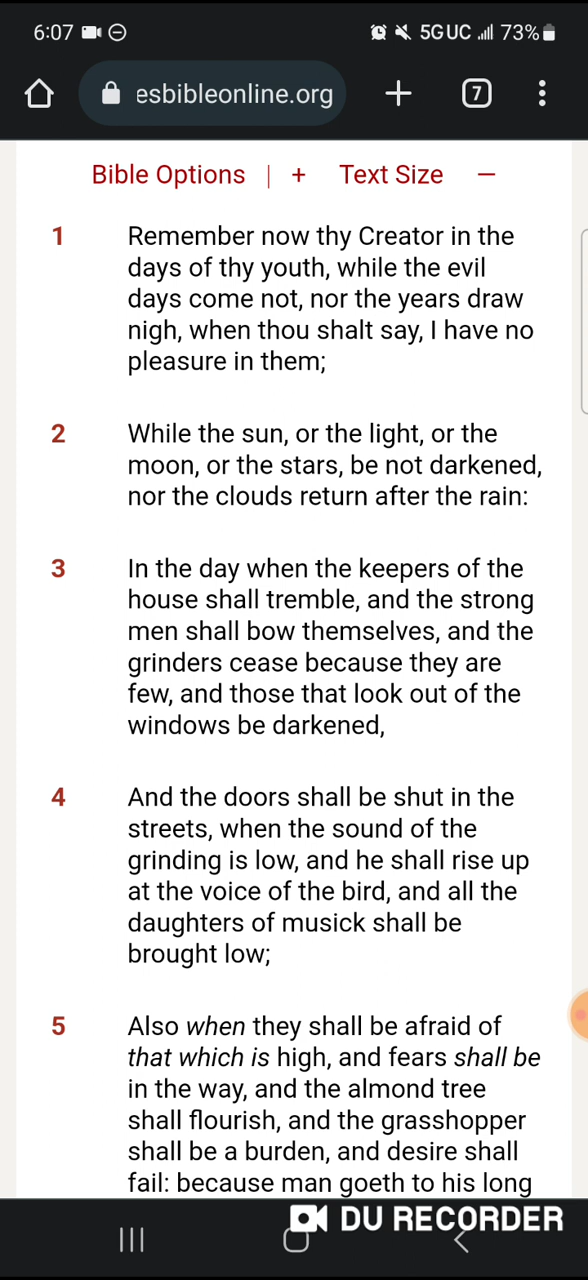 6:07 5G UC 73%
esbibleonline.org 7
Bible Options | + Text Size –
1 Remember now thy Creator in the
days of thy youth, while the evil
days come not, nor the years draw
nigh, when thou shalt say, I have no
pleasure in them;
2 While the sun, or the light, or the
moon, or the stars, be not darkened,
nor the clouds return after the rain:
3 In the day when the keepers of the
house shall tremble, and the strong
men shall bow themselves, and the
grinders cease because they are
few, and those that look out of the
windows be darkened,
4 And the doors shall be shut in the
streets, when the sound of the
grinding is low, and he shall rise up
at the voice of the bird, and all the
daughters of musick shall be
brought low;
5 Also when they shall be afraid of
that which is high, and fears shall be
in the way, and the almond tree
shall flourish, and the grasshopper
shall be a burden, and desire shall
fail: because man goeth to his long
DU RECORDER